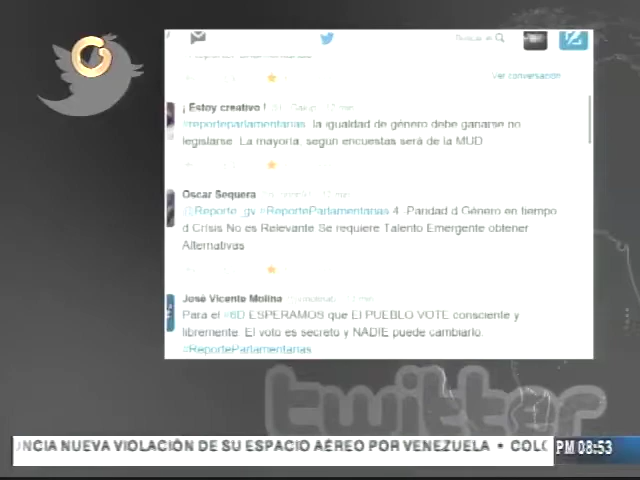 Buscar en
Ver conversación
¡ Estoy creativo !
#reporteparlamentarias la igualdad de género debe ganarse no
legislarse. La mayoría, según encuestas será de la MUD
Oscar Sequera
@Reporte_gv #ReporteParlamentarias 4 -Paridad d Género en tiempo
d Crisis No es Relevante Se requiere Talento Emergente obtener
Alternativas
José Vicente Molina
Para el #6D ESPERAMOS que El PUEBLO VOTE consciente y
libremente. El voto es secreto y NADIE puede cambiarlo.
#ReporteParlamentarias
twitter
UNCIA NUEVA VIOLACIÓN DE SU ESPACIO AÉREO POR VENEZUELA • COLO
PM 08:53